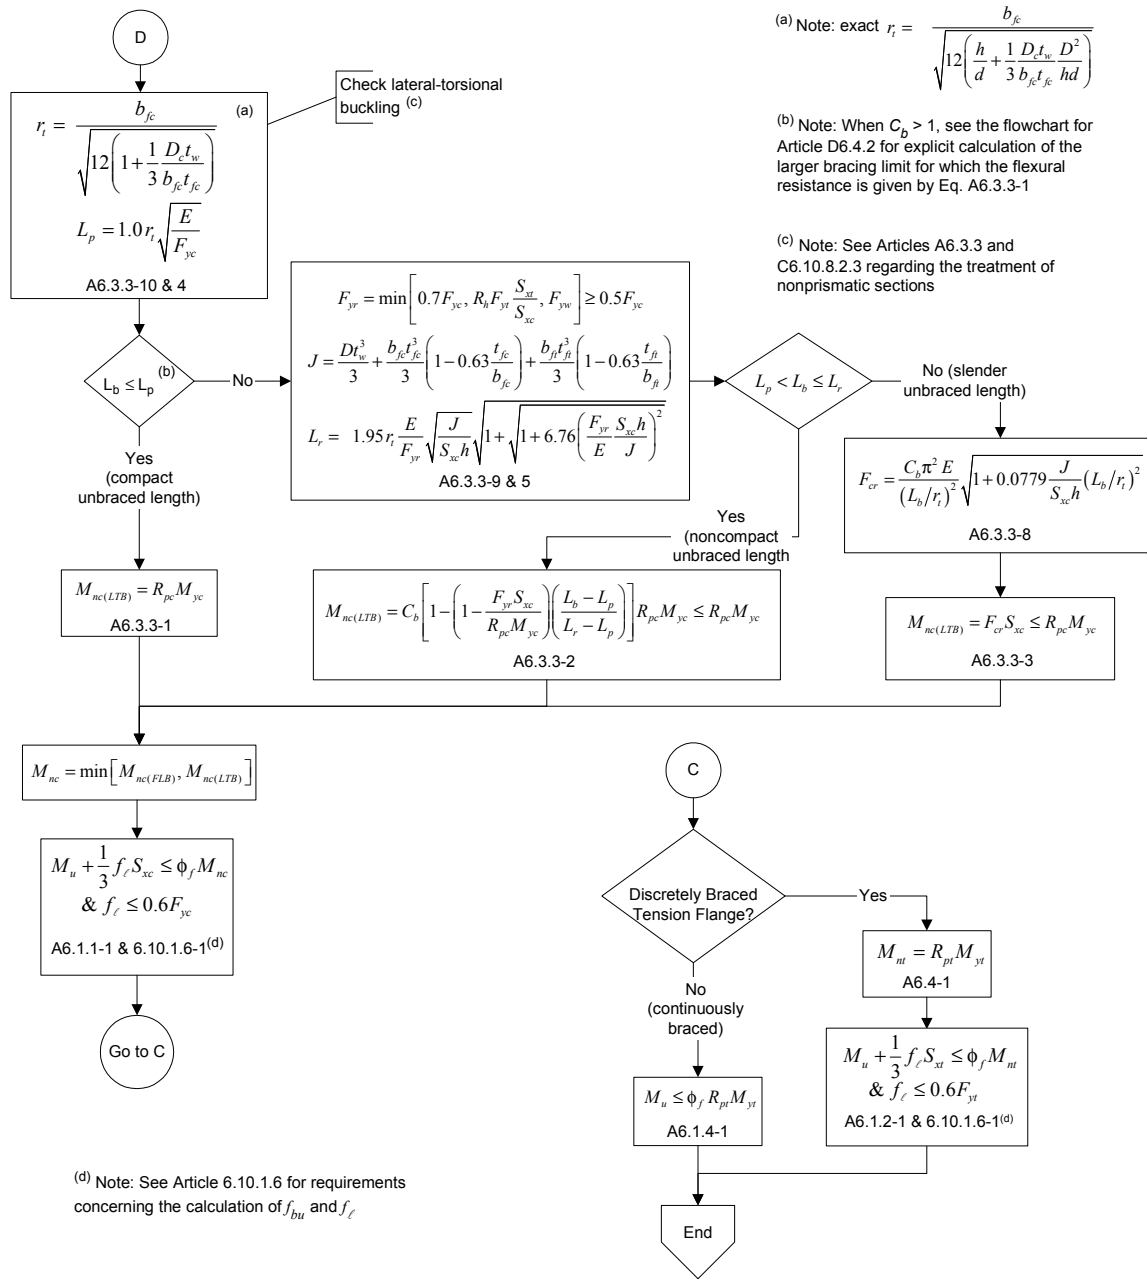 D
r_t = b_fc / √(12(1 + (1/3)(D_c t_w / b_fc t_fc))) (a)
L_p = 1.0 r_t √(E / F_yc)
A6.3.3-10 & 4
Check lateral-torsional
buckling (c)
(a) Note: exact r_t = b_fc / √(12(h/d + (1/3)(D_c t_w / b_fc t_fc)(D² / hd)))
(b) Note: When C_b > 1, see the flowchart for
Article D6.4.2 for explicit calculation of the
larger bracing limit for which the flexural
resistance is given by Eq. A6.3.3-1
(c) Note: See Articles A6.3.3 and
C6.10.8.2.3 regarding the treatment of
nonprismatic sections
L_b ≤ L_p (b)
No
F_yr = min[0.7F_yc, R_h F_yt (S_xt / S_xc), F_yw] ≥ 0.5F_yc
J = Dt_w³/3 + (b_fc t_fc³/3)(1 − 0.63 t_fc/b_fc) + (b_ft t_ft³/3)(1 − 0.63 t_ft/b_ft)
L_r = 1.95 r_t (E/F_yr) √(J / S_xc h) √(1 + √(1 + 6.76((F_yr/E)(S_xc h/J))²))
A6.3.3-9 & 5
L_p < L_b ≤ L_r
No (slender
unbraced length)
F_cr = (C_b π² E / (L_b/r_t)²) √(1 + 0.0779 (J / S_xc h)(L_b/r_t)²)
A6.3.3-8
Yes
(compact
unbraced length)
Yes
(noncompact
unbraced length
M_nc(LTB) = R_pc M_yc
A6.3.3-1
M_nc(LTB) = C_b[1 − (1 − F_yr S_xc / R_pc M_yc)((L_b − L_p)/(L_r − L_p))] R_pc M_yc ≤ R_pc M_yc
A6.3.3-2
M_nc(LTB) = F_cr S_xc ≤ R_pc M_yc
A6.3.3-3
M_nc = min[M_nc(FLB), M_nc(LTB)]
M_u + (1/3) f_ℓ S_xc ≤ ϕ_f M_nc
& f_ℓ ≤ 0.6F_yc
A6.1.1-1 & 6.10.1.6-1(d)
Go to C
C
Discretely Braced
Tension Flange?
Yes
M_nt = R_pt M_yt
A6.4-1
No
(continuously
braced)
M_u + (1/3) f_ℓ S_xt ≤ ϕ_f M_nt
& f_ℓ ≤ 0.6F_yt
A6.1.2-1 & 6.10.1.6-1(d)
M_u ≤ ϕ_f R_pt M_yt
A6.1.4-1
End
(d) Note: See Article 6.10.1.6 for requirements
concerning the calculation of f_bu and f_ℓ